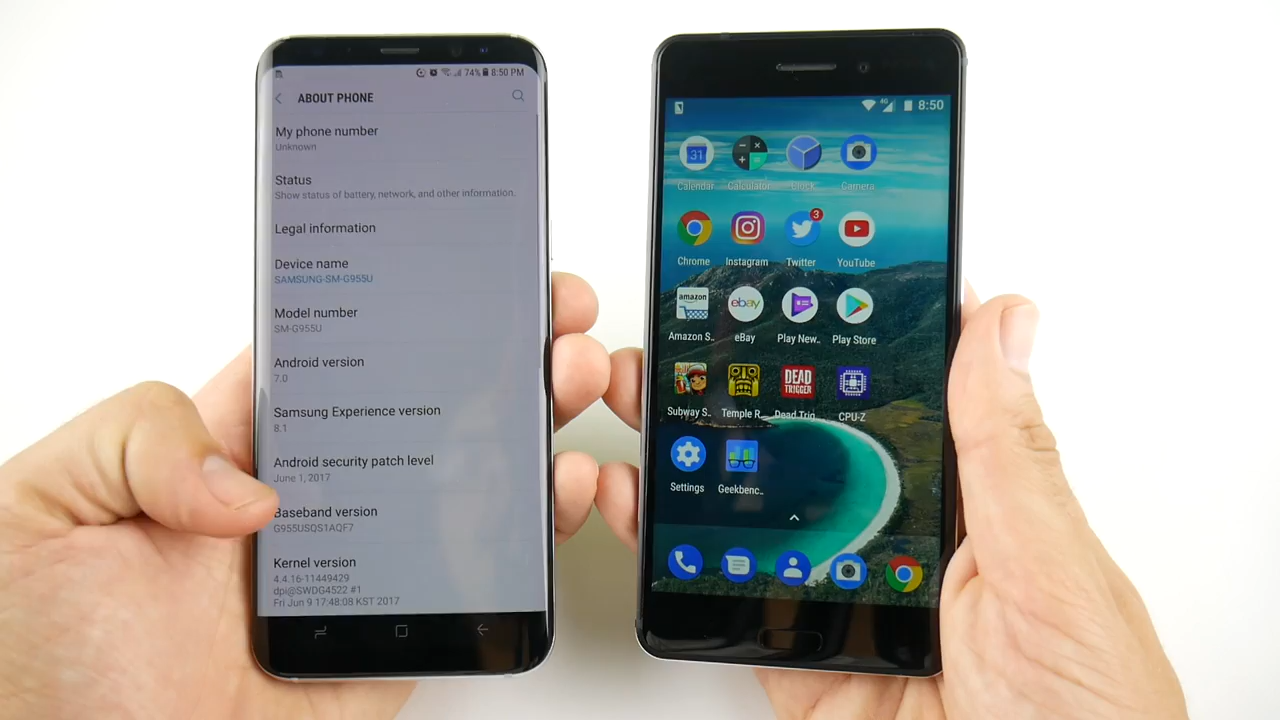 74% 8:50 PM
ABOUT PHONE
My phone number
Unknown
Status
Show status of battery, network, and other information.
Legal information
Device name
SAMSUNG-SM-G955U
Model number
SM-G955U
Android version
7.0
Samsung Experience version
8.1
Android security patch level
June 1, 2017
Baseband version
G955USQS1AQF7
Kernel version
4.4.16-11449429
dpi@SWDG4522 #1
Fri Jun 9 17:48:08 KST 2017
4G 8:50
31
Calendar Calculator Clock Camera
3
Chrome Instagram Twitter YouTube
amazon ebay
Amazon S.. eBay Play New.. Play Store
DEAD TRIGGER
Subway S.. Temple R.. Dead Trig.. CPU-Z
Settings Geekbenc..